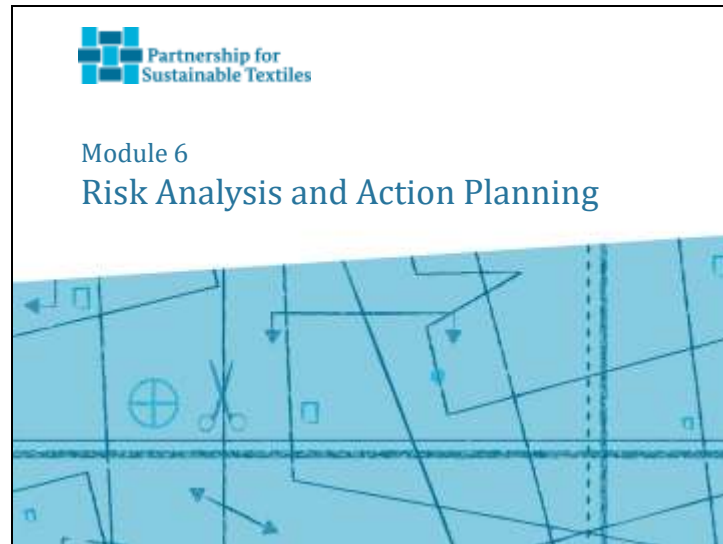 Partnership for
Sustainable Textiles
Module 6
Risk Analysis and Action Planning